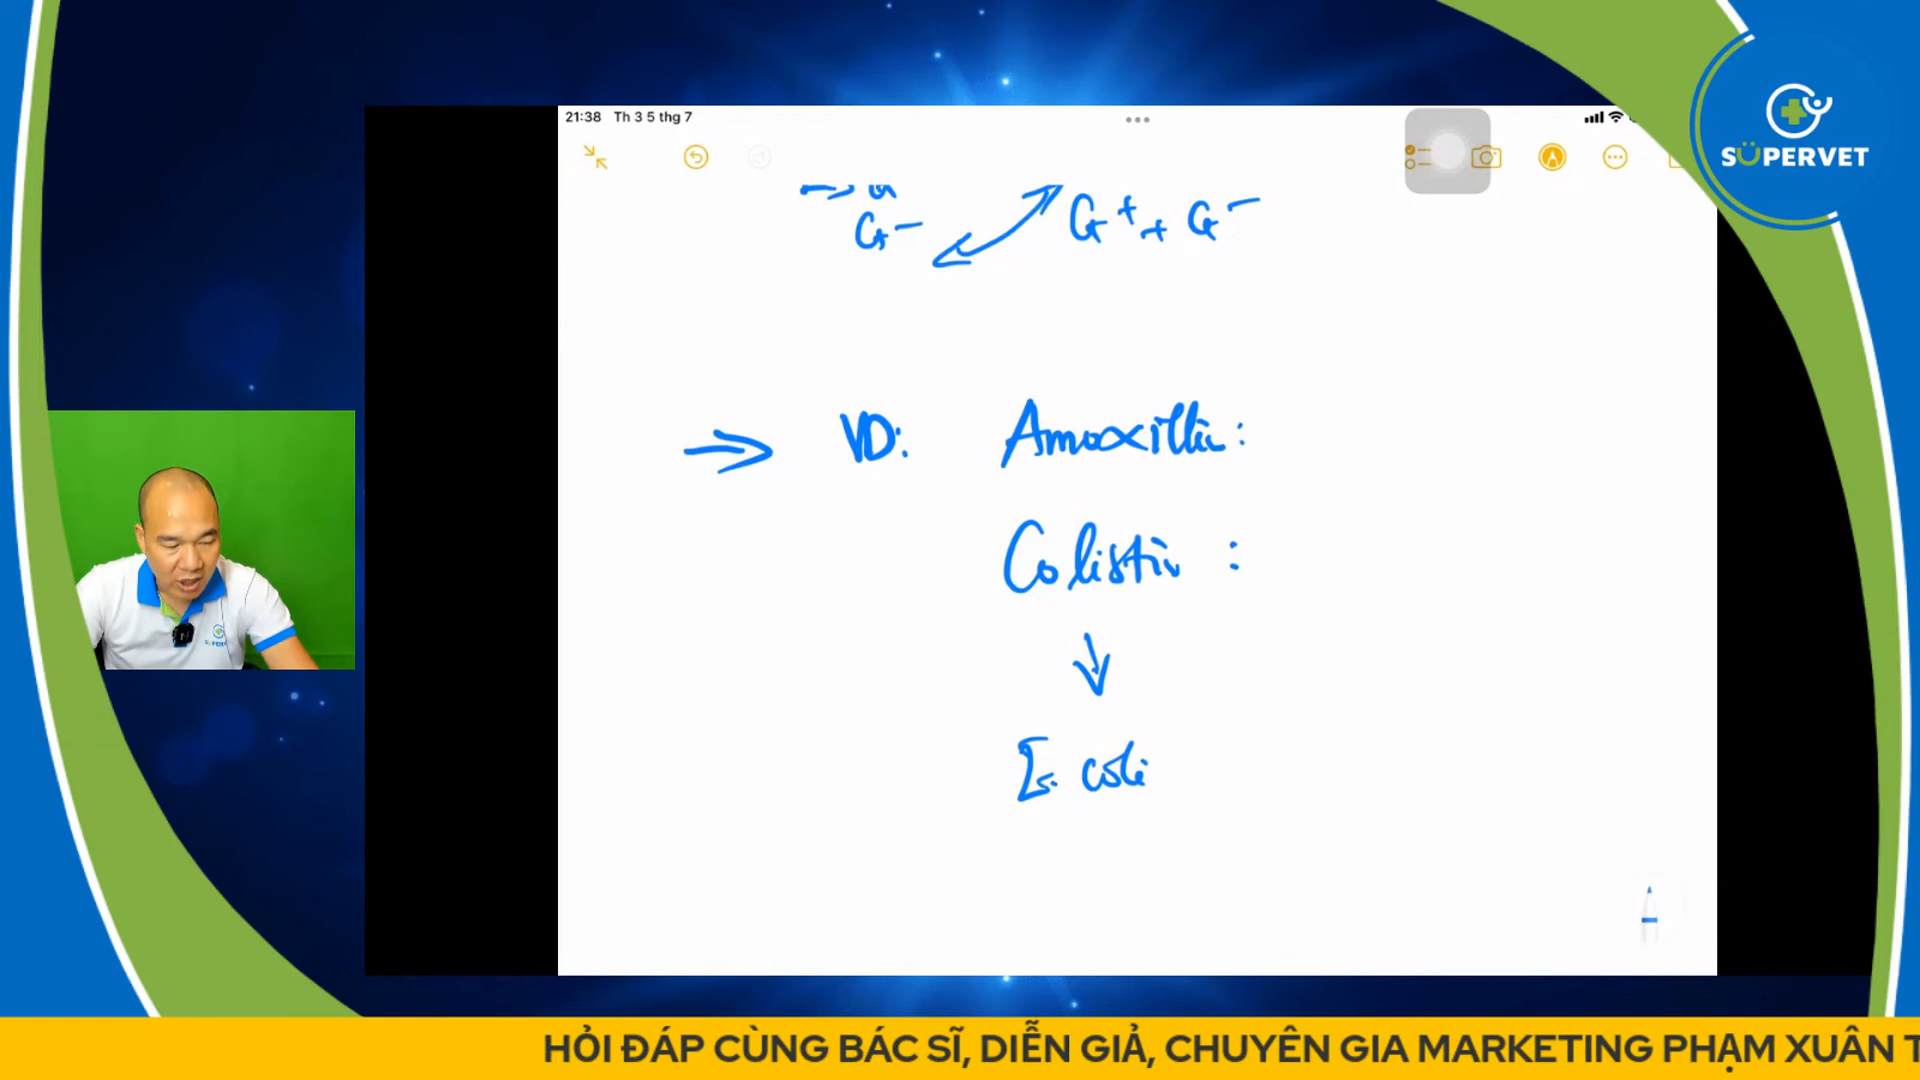 21:38 Th 3 5 thg 7
SÜPERVET
G- G+ + G-
VD: Amoxillin:
Colistin :
E. coli
HỎI ĐÁP CÙNG BÁC SĨ, DIỄN GIẢ, CHUYÊN GIA MARKETING PHẠM XUÂN T